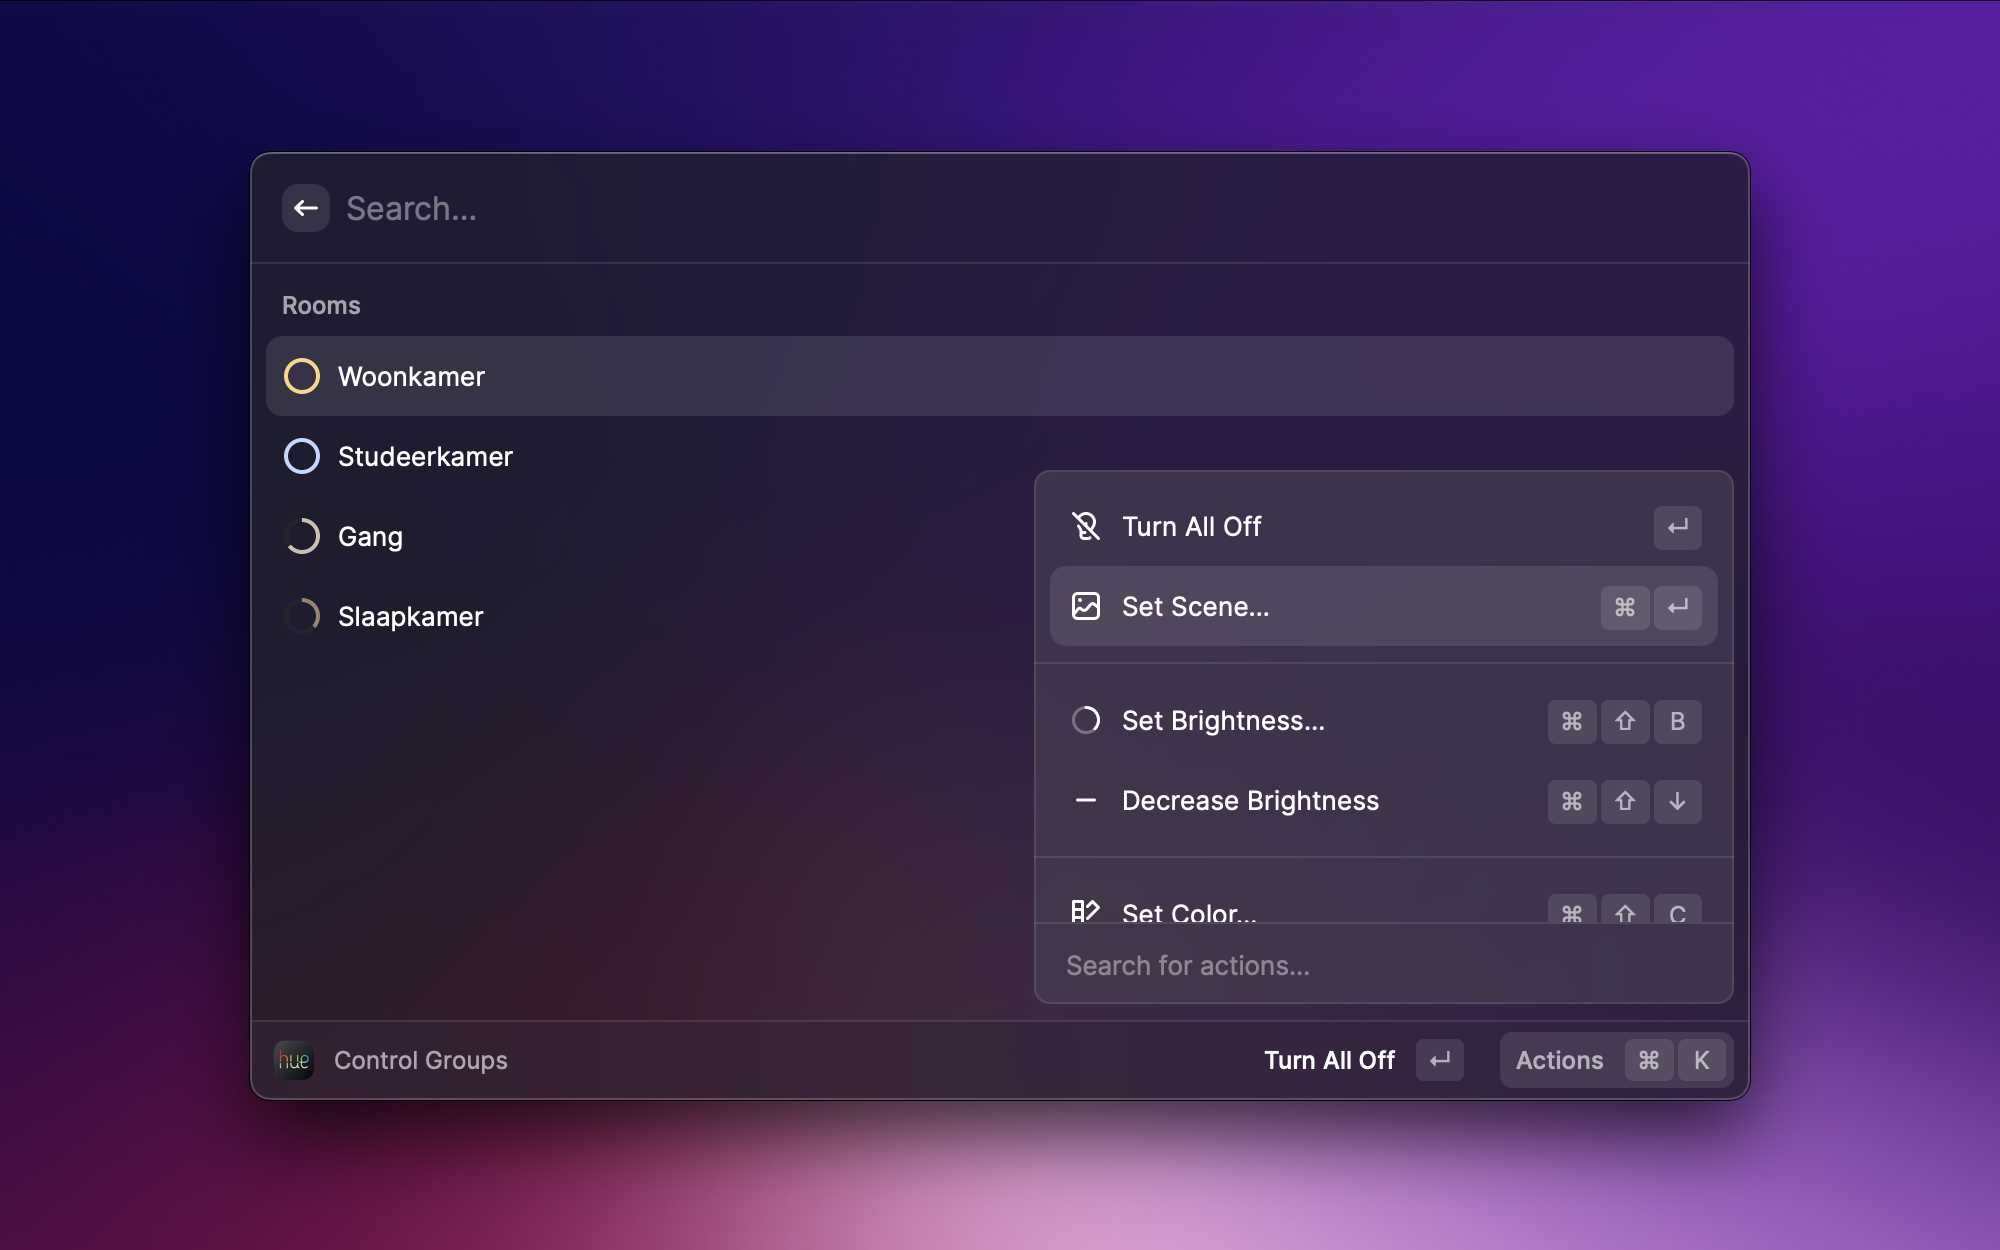 Search...
Rooms
Woonkamer
Studeerkamer
Gang
Slaapkamer
Turn All Off ↵
Set Scene... ⌘ ↵
Set Brightness... ⌘ ⇧ B
Decrease Brightness ⌘ ⇧ ↓
Set Color... ⌘ ⇧ C
Search for actions...
hue Control Groups Turn All Off ↵ Actions ⌘ K